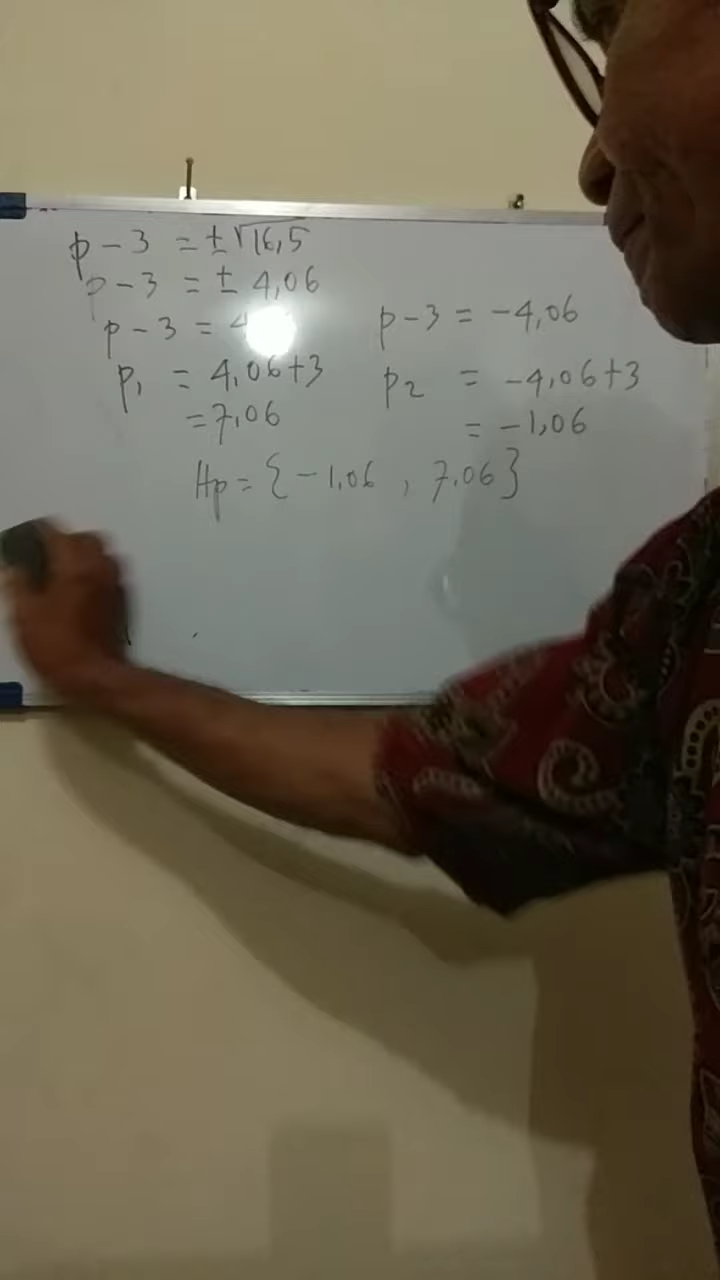 p - 3 = ±√16,5
p - 3 = ± 4,06
p - 3 = 4
p₁ = 4,06+3
= 7,06
p - 3 = -4,06
p₂ = -4,06+3
= -1,06
Hp = {-1,06 , 7,06}